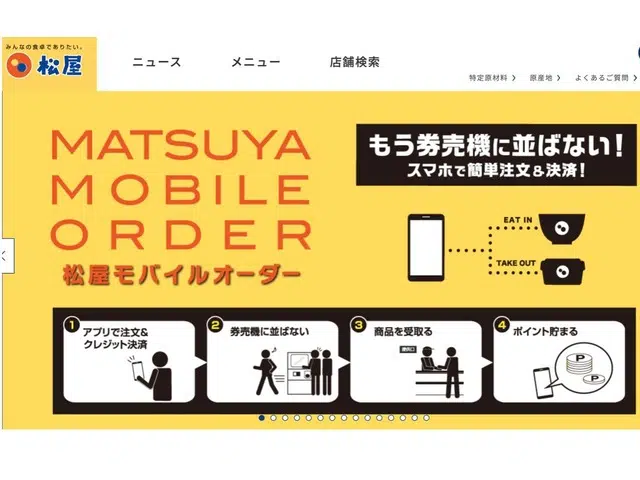 みんなの食卓でありたい。
松屋
ニュース
メニュー
店舗検索
特定原材料
原産地
よくあるご質問
MATSUYA
MOBILE
ORDER
松屋モバイルオーダー
もう券売機に並ばない!
スマホで簡単注文&決済!
EAT IN
TAKE OUT
1 アプリで注文&
クレジット決済
2 券売機に並ばない
3 商品を受取る
4 ポイント貯まる
P
P